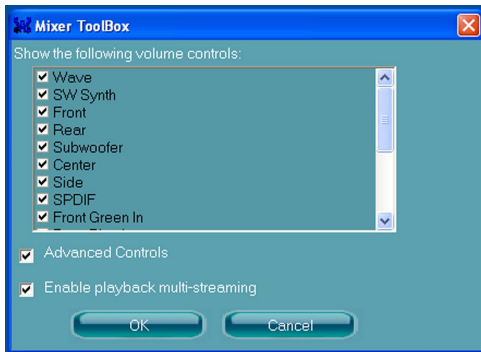 Mixer ToolBox
Show the following volume controls:
Wave
SW Synth
Front
Rear
Subwoofer
Center
Side
SPDIF
Front Green In
Advanced Controls
Enable playback multi-streaming
OK Cancel